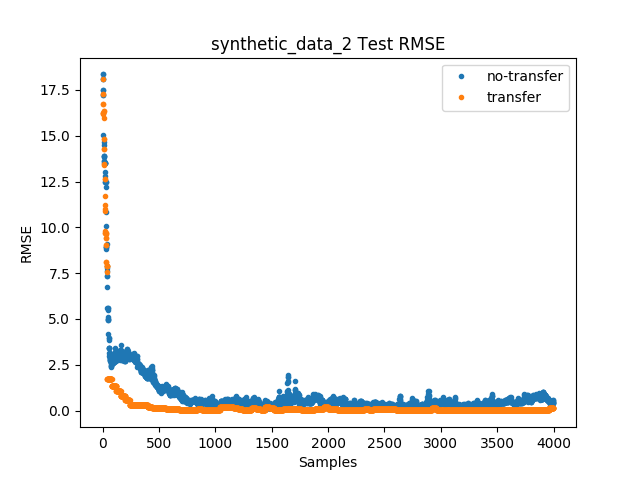 synthetic_data_2 Test RMSE
no-transfer
transfer
RMSE
17.5
15.0
12.5
10.0
7.5
5.0
2.5
0.0
0 500 1000 1500 2000 2500 3000 3500 4000
Samples